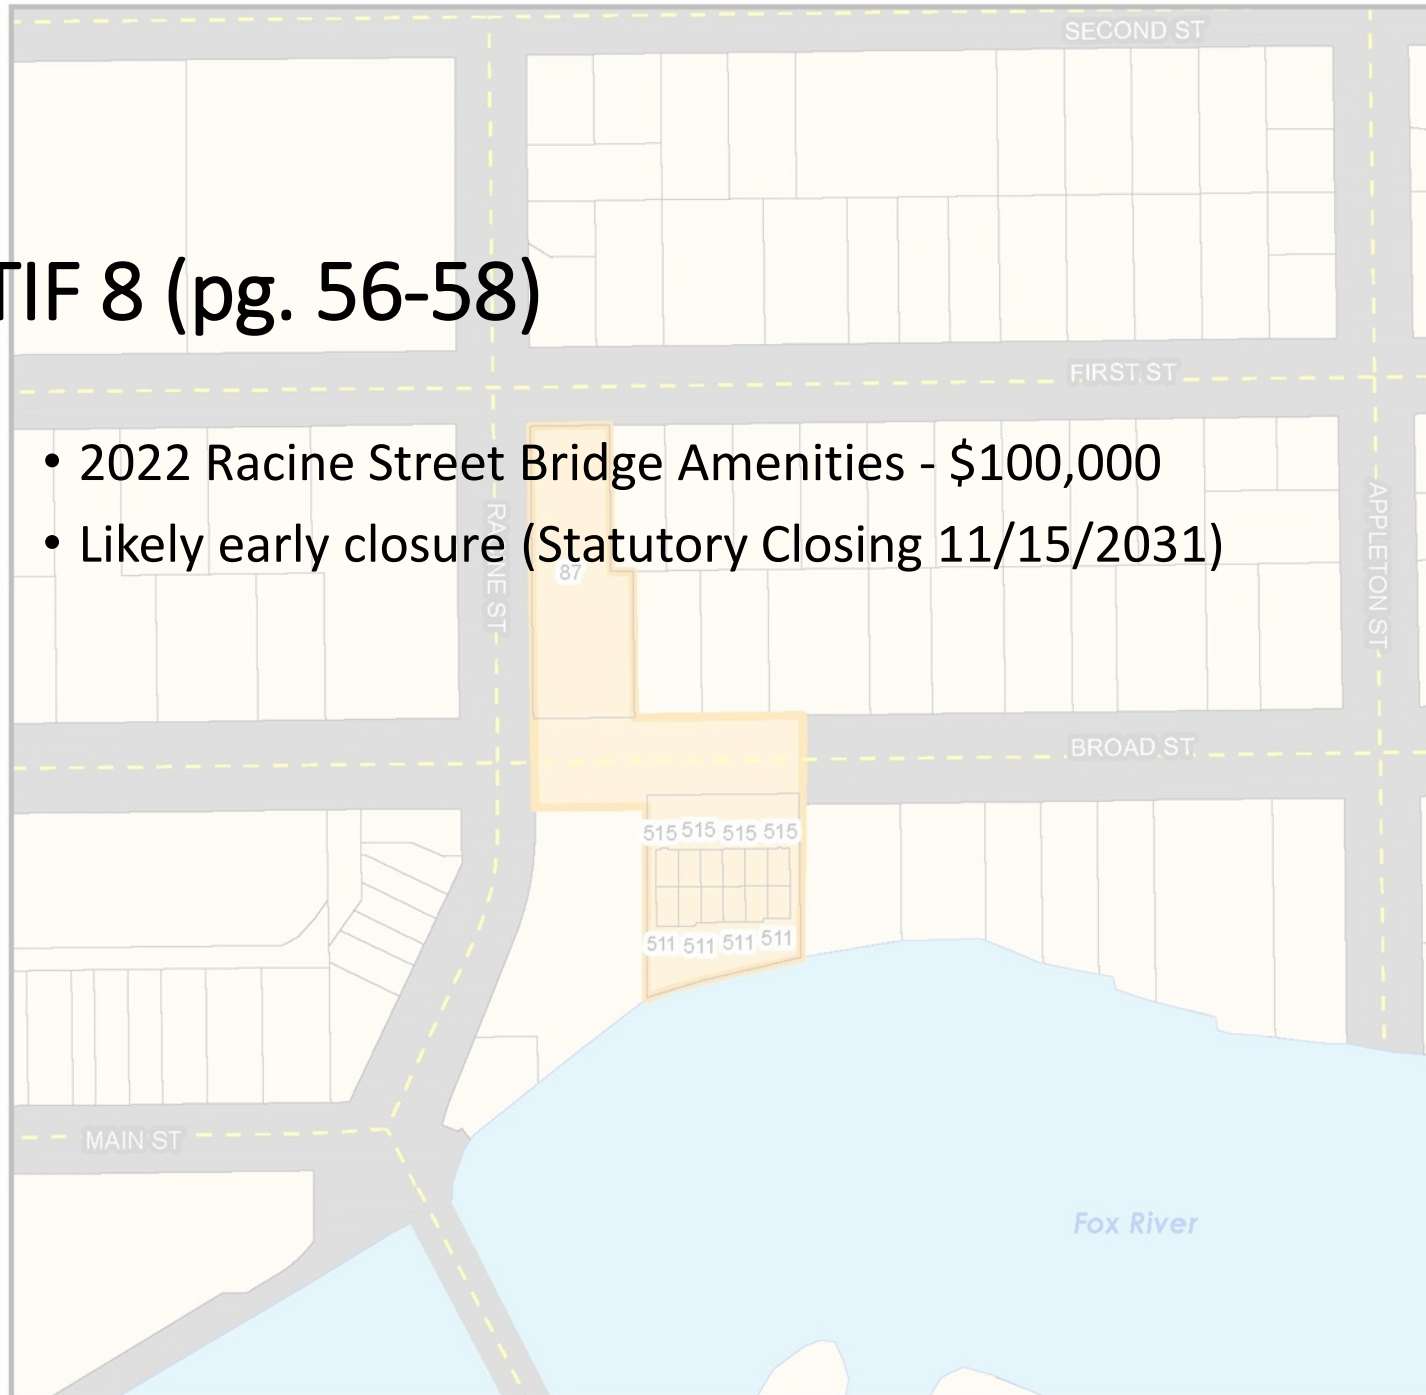 SECOND ST
TIF 8 (pg. 56-58)
FIRST ST
• 2022 Racine Street Bridge Amenities - $100,000
• Likely early closure (Statutory Closing 11/15/2031)
87
RACINE ST
APPLETON ST
BROAD ST
515 515 515 515
511 511 511 511
MAIN ST
Fox River